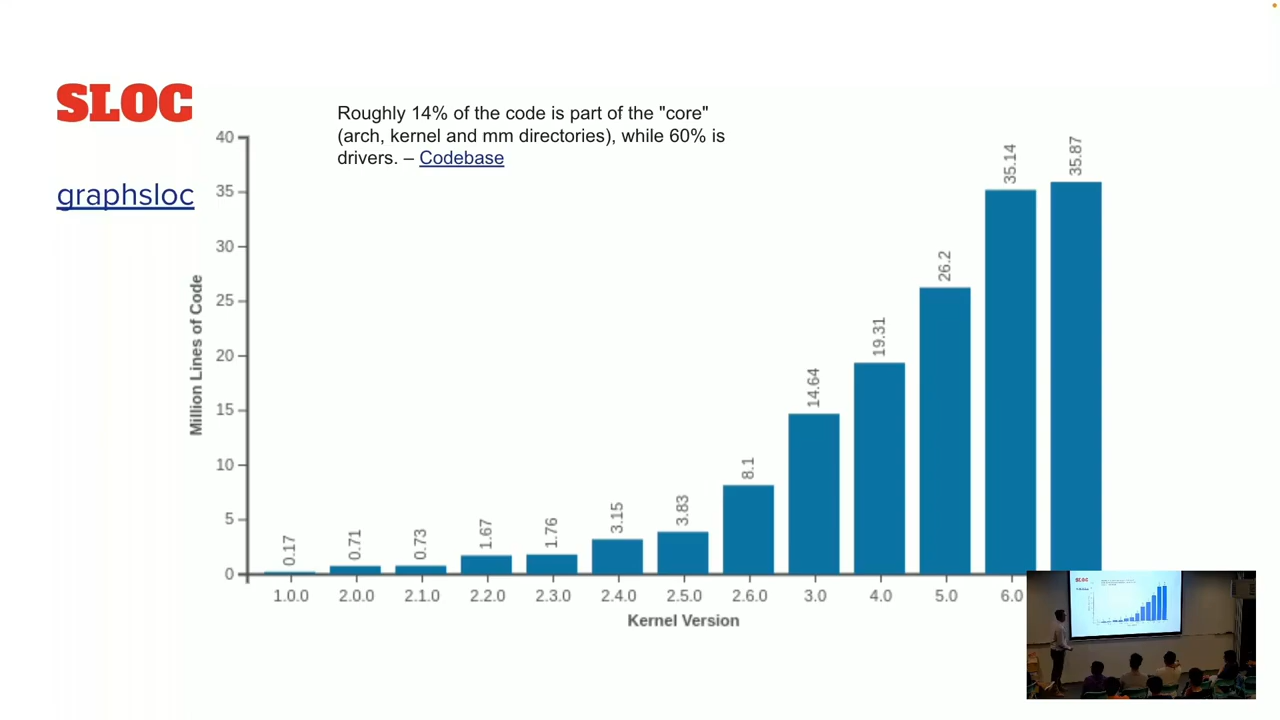 SLOC
graphsloc
Roughly 14% of the code is part of the "core"
(arch, kernel and mm directories), while 60% is
drivers. – Codebase
Million Lines of Code
40
35
30
25
20
15
10
5
0
0.17
0.71
0.73
1.67
1.76
3.15
3.83
8.1
14.64
19.31
26.2
35.14
35.87
1.0.0 2.0.0 2.1.0 2.2.0 2.3.0 2.4.0 2.5.0 2.6.0 3.0 4.0 5.0 6.0
Kernel Version
SLOC